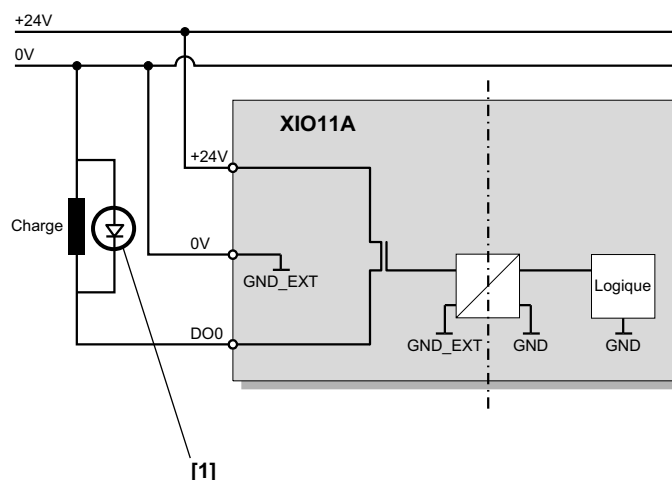 +24V
0V
XIO11A
+24V
Charge
0V
GND_EXT
Logique
DO0
GND_EXT
GND
GND
[1]